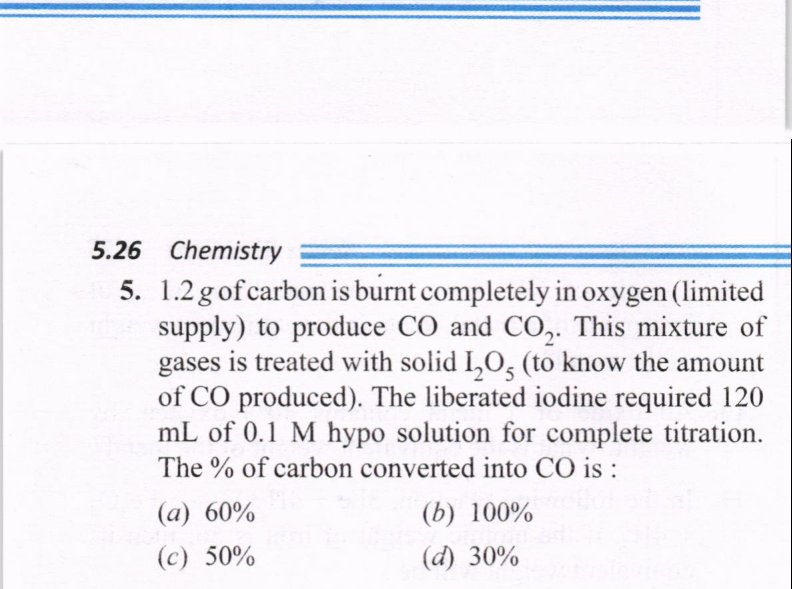 5.26 Chemistry
5. 1.2 g of carbon is burnt completely in oxygen (limited
supply) to produce CO and CO₂. This mixture of
gases is treated with solid I₂O₅ (to know the amount
of CO produced). The liberated iodine required 120
mL of 0.1 M hypo solution for complete titration.
The % of carbon converted into CO is :
(a) 60% (b) 100%
(c) 50% (d) 30%